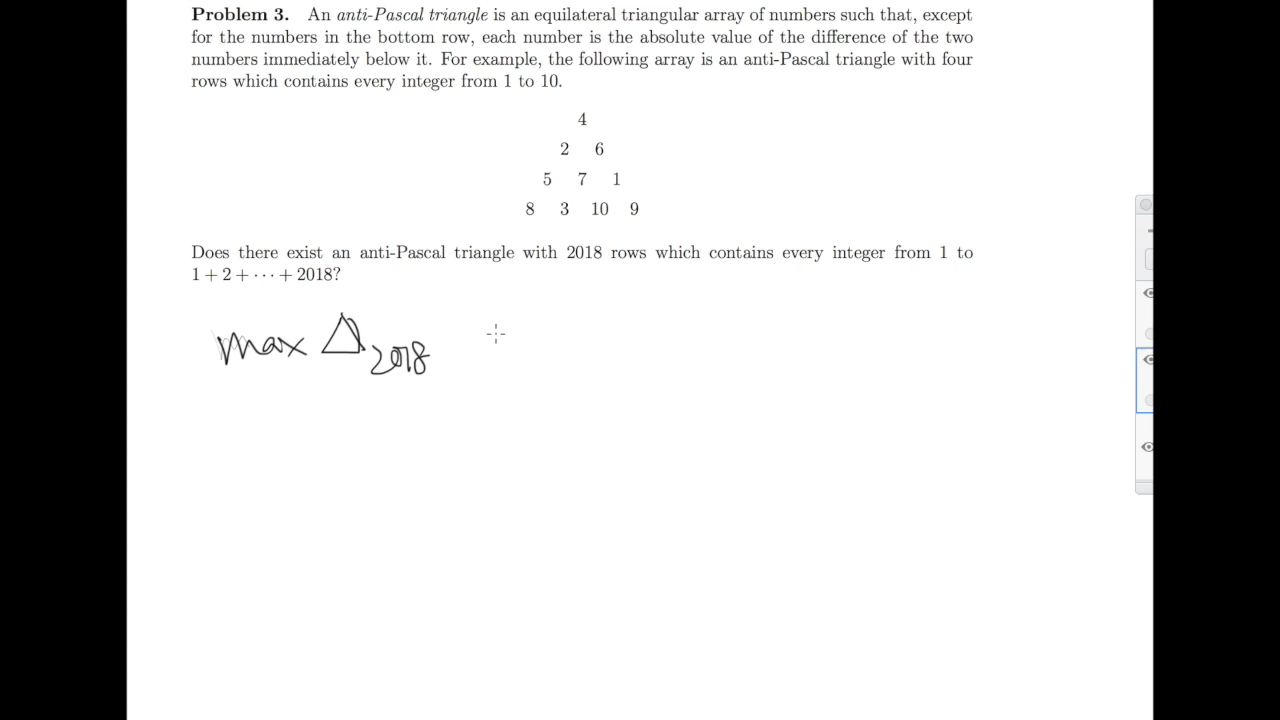 Problem 3. An anti-Pascal triangle is an equilateral triangular array of numbers such that, except
for the numbers in the bottom row, each number is the absolute value of the difference of the two
numbers immediately below it. For example, the following array is an anti-Pascal triangle with four
rows which contains every integer from 1 to 10.
4
2 6
5 7 1
8 3 10 9
Does there exist an anti-Pascal triangle with 2018 rows which contains every integer from 1 to
1 + 2 + ⋯ + 2018?
max △2018